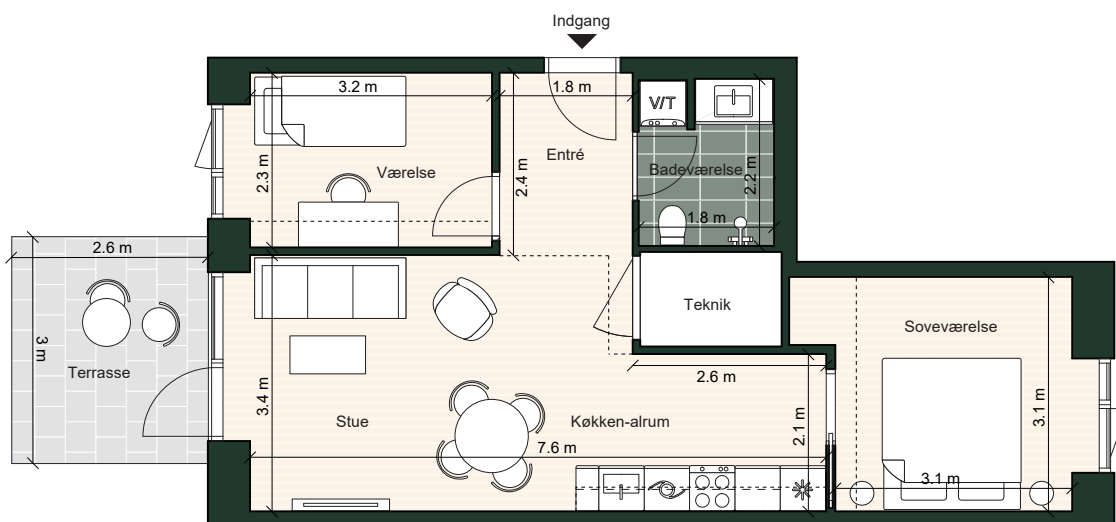 Indgang
3.2 m
1.8 m
V/T
Entré
2.3 m
Værelse
2.4 m
Badeværelse
2.2 m
1.8 m
2.6 m
Teknik
Soveværelse
3 m
Terrasse
3.4 m
2.6 m
Stue
Køkken-alrum
2.1 m
3.1 m
7.6 m
3.1 m